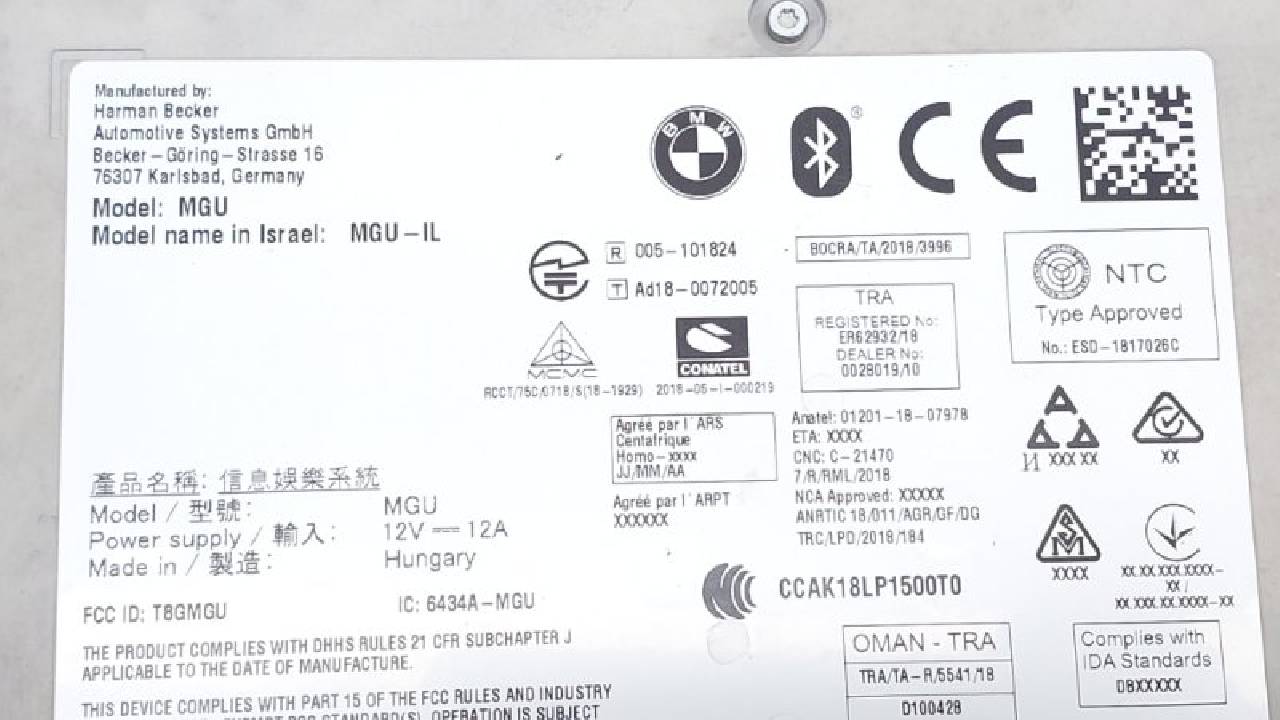 Manufactured by:
Harman Becker
Automotive Systems GmbH
Becker-Göring-Strasse 16
76307 Karlsbad, Germany
Model: MGU
Model name in Israel: MGU-IL
BMW
®
CE
R 005-101824
T Ad18-0072005
BOCRA/TA/2018/3996
NTC
Type Approved
No.: ESD-1817026C
TRA
REGISTERED No:
ER62932/18
DEALER No:
0028019/10
MCVC
RCCT/75C/0718/S(18-1929)
CONATEL
2018-05-I-000219
Agréé par l'ARS
Centafrique
Homo-xxxx
JJ/MM/AA
Agréé par l'ARPT
XXXXXX
Anatel: 01201-18-07978
ETA: XXXX
CNC: C-21470
7/R/RML/2018
NCA Approved: XXXXX
ANRTIC 18/011/AGR/GF/DG
TRC/LPD/2018/184
И XXX XX
XX
XXXX
XX.XX.XXX.XXXX-
XX /
XX.XXX.XX.XXXX-XX
產品名稱: 信息娛樂系統
Model / 型號: MGU
Power supply / 輸入: 12V 12A
Made in / 製造: Hungary
FCC ID: T8GMGU IC: 6434A-MGU
CCAK18LP1500T0
THE PRODUCT COMPLIES WITH DHHS RULES 21 CFR SUBCHAPTER J
APPLICABLE TO THE DATE OF MANUFACTURE.
THIS DEVICE COMPLIES WITH PART 15 OF THE FCC RULES AND INDUSTRY
EXEMPT RSS STANDARD(S). OPERATION IS SUBJECT
OMAN - TRA
TRA/TA-R/5541/18
D100428
Complies with
IDA Standards
DBXXXXX